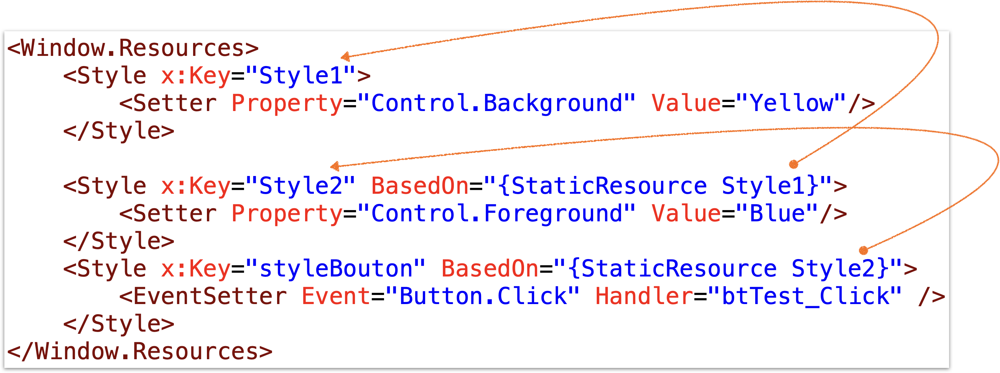 <Window.Resources>
    <Style x:Key="Style1">
        <Setter Property="Control.Background" Value="Yellow"/>
    </Style>
    <Style x:Key="Style2" BasedOn="{StaticResource Style1}">
        <Setter Property="Control.Foreground" Value="Blue"/>
    </Style>
    <Style x:Key="styleBouton" BasedOn="{StaticResource Style2}">
        <EventSetter Event="Button.Click" Handler="btTest_Click" />
    </Style>
</Window.Resources>